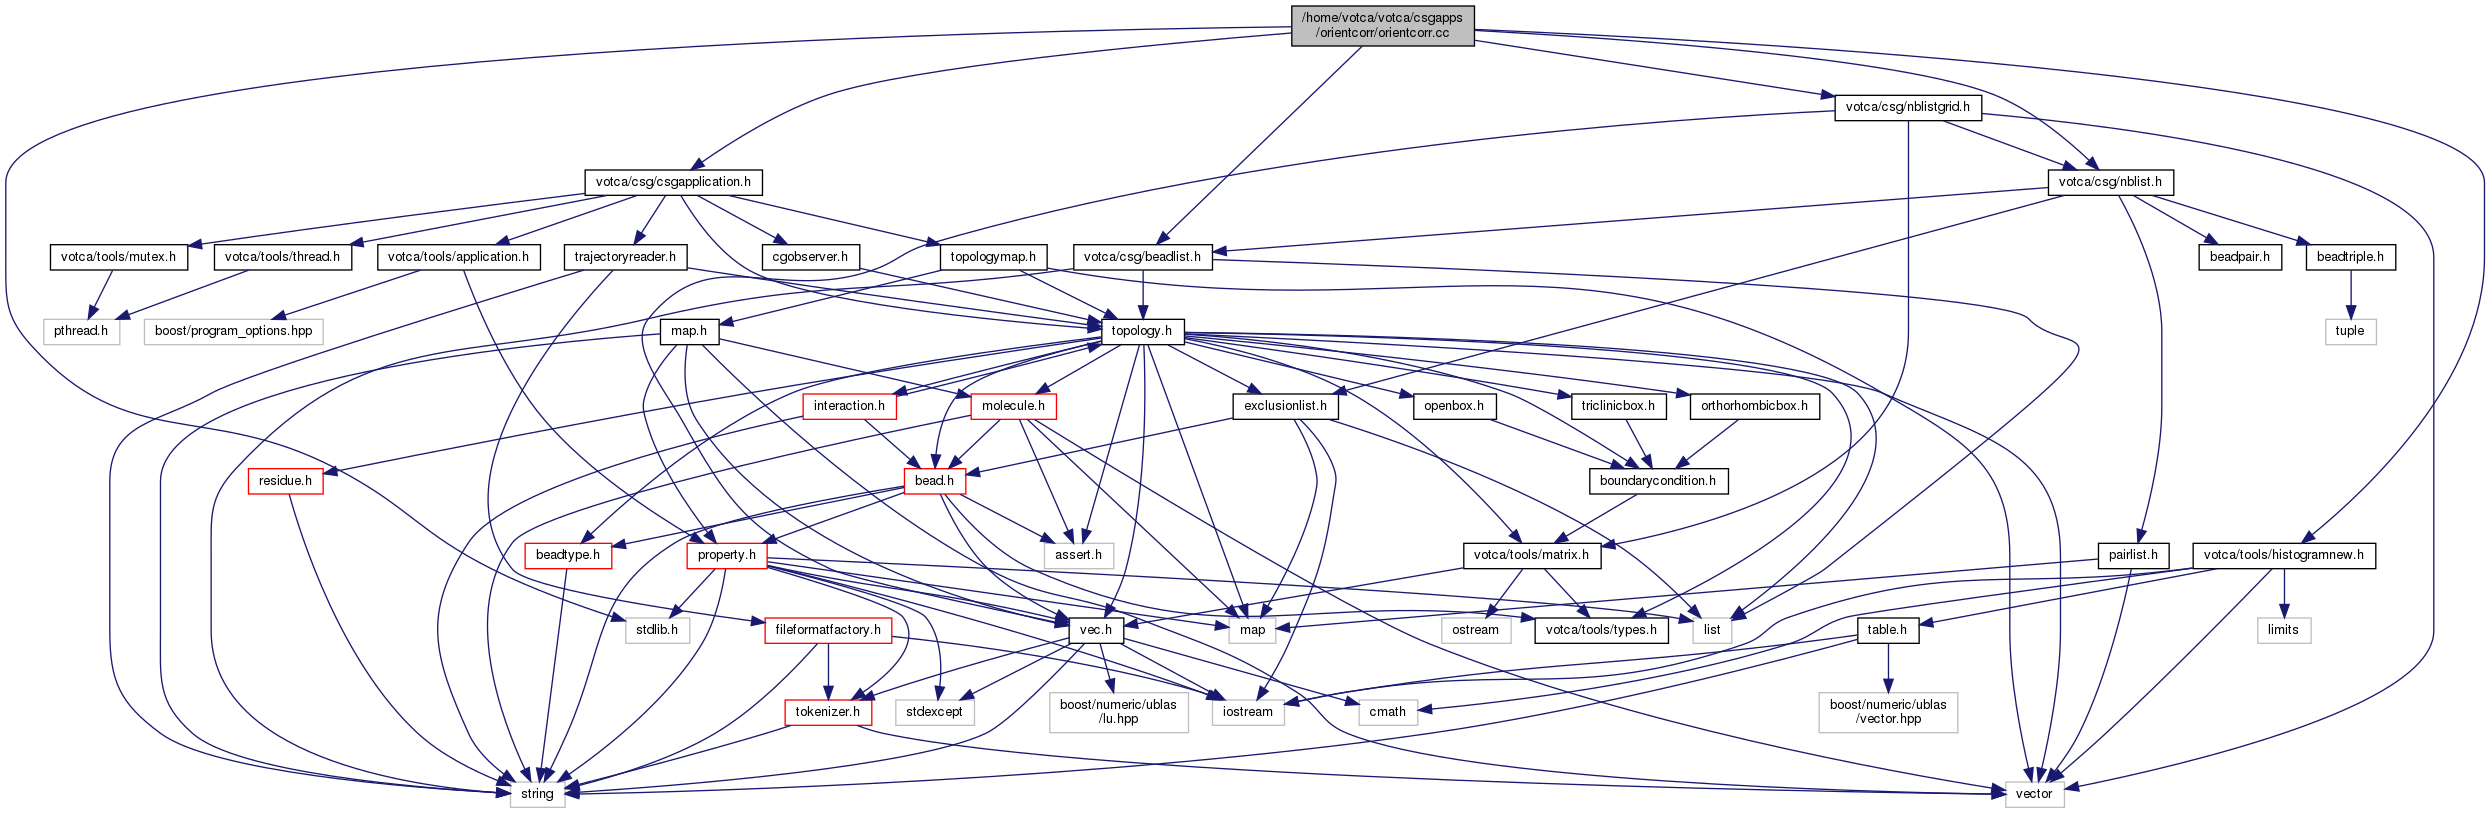 /home/votca/votca/csgapps
/orientcorr/orientcorr.cc
votca/csg/nblistgrid.h
votca/csg/csgapplication.h
votca/csg/nblist.h
votca/tools/mutex.h
votca/tools/thread.h
votca/tools/application.h
trajectoryreader.h
cgobserver.h
topologymap.h
votca/csg/beadlist.h
beadpair.h
beadtriple.h
pthread.h
boost/program_options.hpp
map.h
topology.h
tuple
interaction.h
molecule.h
exclusionlist.h
openbox.h
triclinicbox.h
orthorhombicbox.h
residue.h
bead.h
boundarycondition.h
beadtype.h
property.h
assert.h
votca/tools/matrix.h
pairlist.h
votca/tools/histogramnew.h
stdlib.h
fileformatfactory.h
vec.h
map
ostream
votca/tools/types.h
list
table.h
limits
tokenizer.h
stdexcept
boost/numeric/ublas
/lu.hpp
iostream
cmath
boost/numeric/ublas
/vector.hpp
string
vector